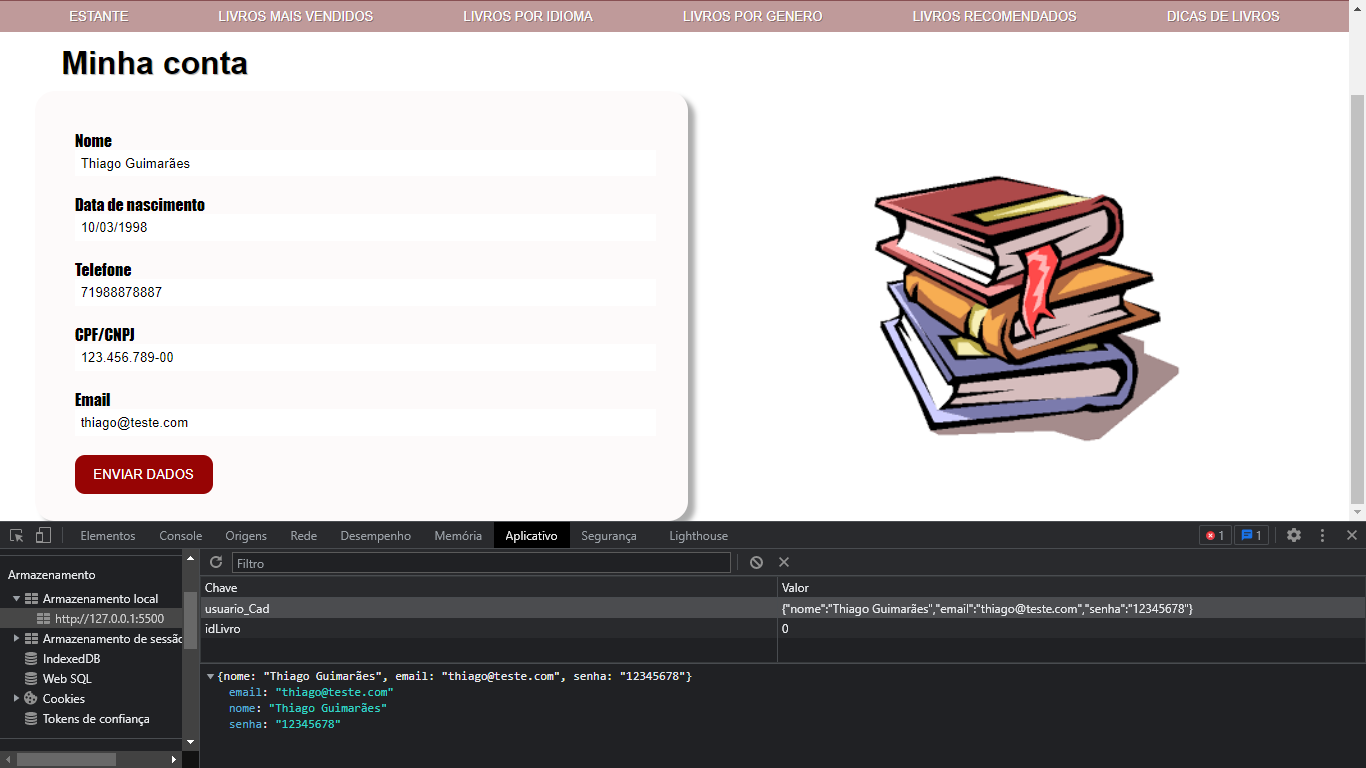 ESTANTE LIVROS MAIS VENDIDOS LIVROS POR IDIOMA LIVROS POR GENERO LIVROS RECOMENDADOS DICAS DE LIVROS
Minha conta
Nome
Thiago Guimarães
Data de nascimento
10/03/1998
Telefone
71988878887
CPF/CNPJ
123.456.789-00
Email
thiago@teste.com
ENVIAR DADOS
Elementos Console Origens Rede Desempenho Memória Aplicativo Segurança Lighthouse 1 1
Armazenamento
Armazenamento local
http://127.0.0.1:5500
Armazenamento de sessão
IndexedDB
Web SQL
Cookies
Tokens de confiança
Filtro
Chave Valor
usuario_Cad {"nome":"Thiago Guimarães","email":"thiago@teste.com","senha":"12345678"}
idLivro 0
{nome: "Thiago Guimarães", email: "thiago@teste.com", senha: "12345678"}
email: "thiago@teste.com"
nome: "Thiago Guimarães"
senha: "12345678"